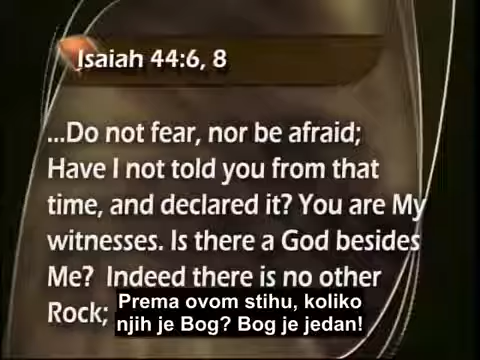 Isaiah 44:6, 8
...Do not fear, nor be afraid;
Have I not told you from that
time, and declared it? You are My
witnesses. Is there a God besides
Me?  Indeed there is no other
Rock;
Prema ovom stihu, koliko
njih je Bog? Bog je jedan!